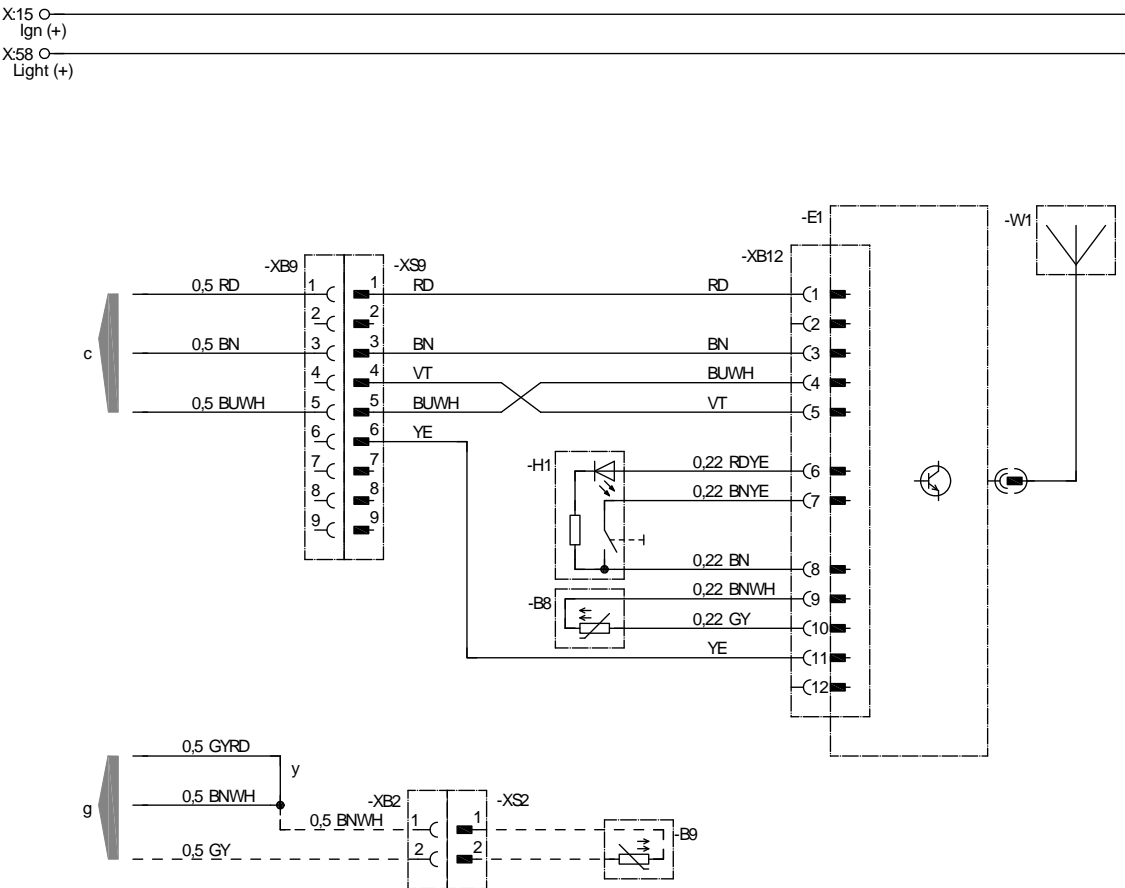 X:15
Ign (+)
X:58
Light (+)
-E1
-W1
-XB9
-XS9
-XB12
0,5 RD
1
1
RD
RD
1
2
2
2
c
0,5 BN
3
3
BN
BN
3
4
4
VT
BUWH
4
0,5 BUWH
5
5
BUWH
VT
5
6
6
YE
7
7
-H1
0,22 RDYE
6
8
8
0,22 BNYE
7
9
9
0,22 BN
8
-B8
0,22 BNWH
9
0,22 GY
10
YE
11
12
0,5 GYRD
y
g
0,5 BNWH
-XB2
-XS2
0,5 BNWH
1
1
-B9
0,5 GY
2
2